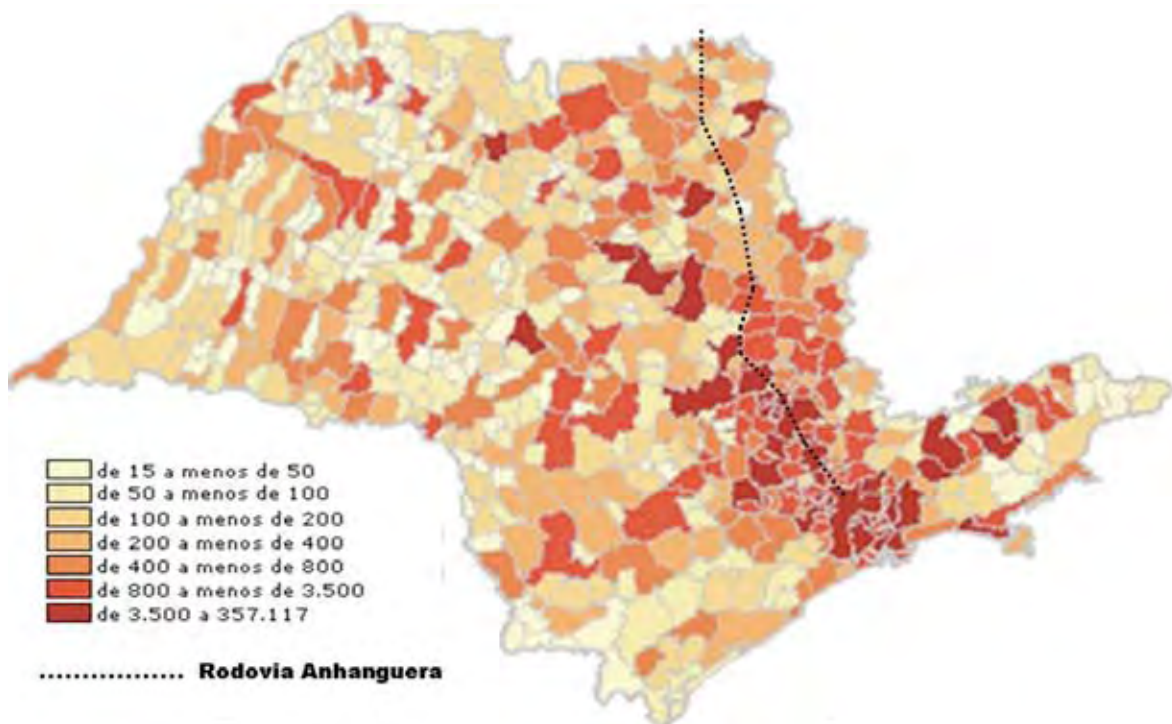 de 15 a menos de 50
de 50 a menos de 100
de 100 a menos de 200
de 200 a menos de 400
de 400 a menos de 800
de 800 a menos de 3.500
de 3.500 a 357.117
Rodovia Anhanguera